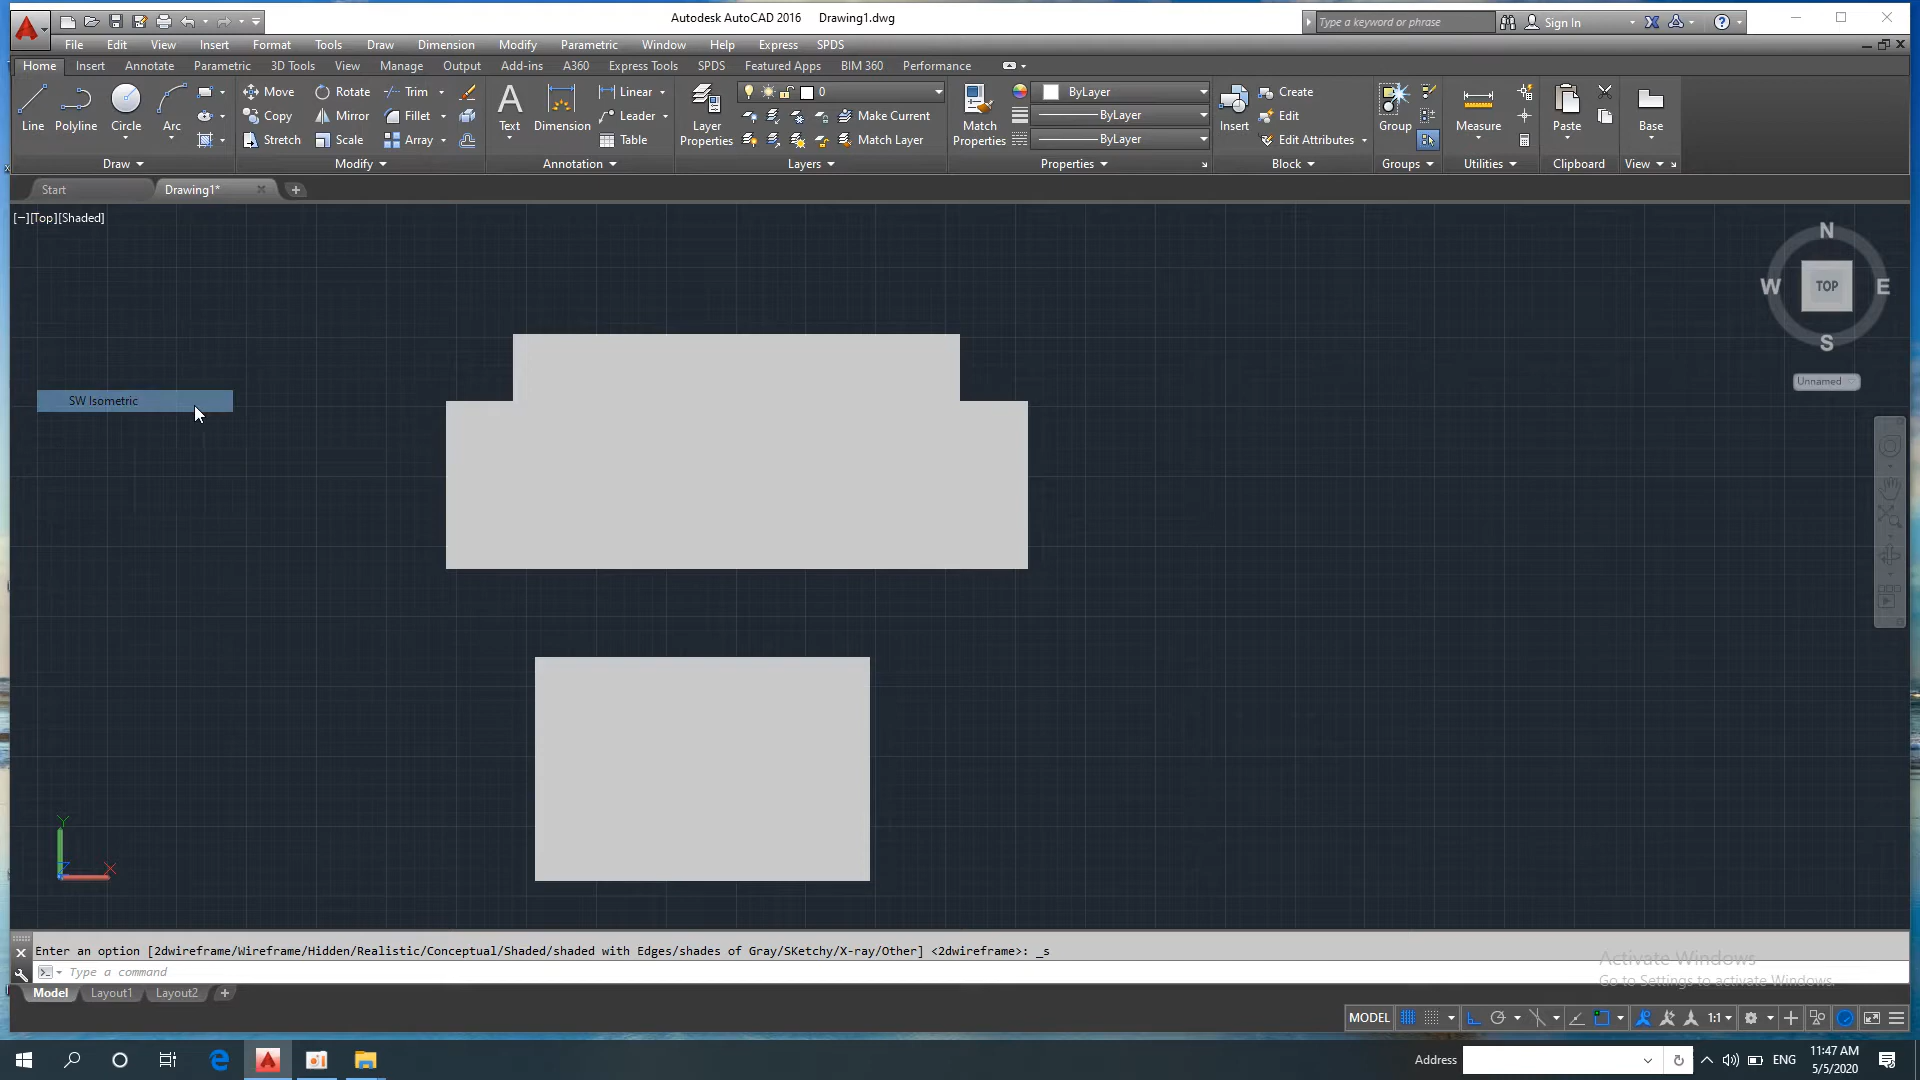 Autodesk AutoCAD 2016 Drawing1.dwg
Type a keyword or phrase
Sign In
File Edit View Insert Format Tools Draw Dimension Modify Parametric Window Help Express SPDS
Home Insert Annotate Parametric 3D Tools View Manage Output Add-ins A360 Express Tools SPDS Featured Apps BIM 360 Performance
Line
Polyline
Circle
Arc
Draw
Move Rotate Trim
Copy Mirror Fillet
Stretch Scale Array
Modify
Text
Dimension
Linear
Leader
Table
Annotation
Layer
Properties
0
Make Current
Match Layer
Layers
Match
Properties
ByLayer
ByLayer
ByLayer
Properties
Insert
Create
Edit
Edit Attributes
Block
Group
Groups
Measure
Utilities
Paste
Clipboard
Base
View
Start Drawing1*
[−][Top][Shaded]
N
W TOP E
S
Unnamed
SW Isometric
Y
X
Z
Enter an option [2dwireframe/Wireframe/Hidden/Realistic/Conceptual/Shaded/shaded with Edges/shades of Gray/SKetchy/X-ray/Other] <2dwireframe>: _s
Type a command
Activate Windows
Go to Settings to activate Windows.
Model Layout1 Layout2
MODEL
1:1
Address
ENG
11:47 AM
5/5/2020